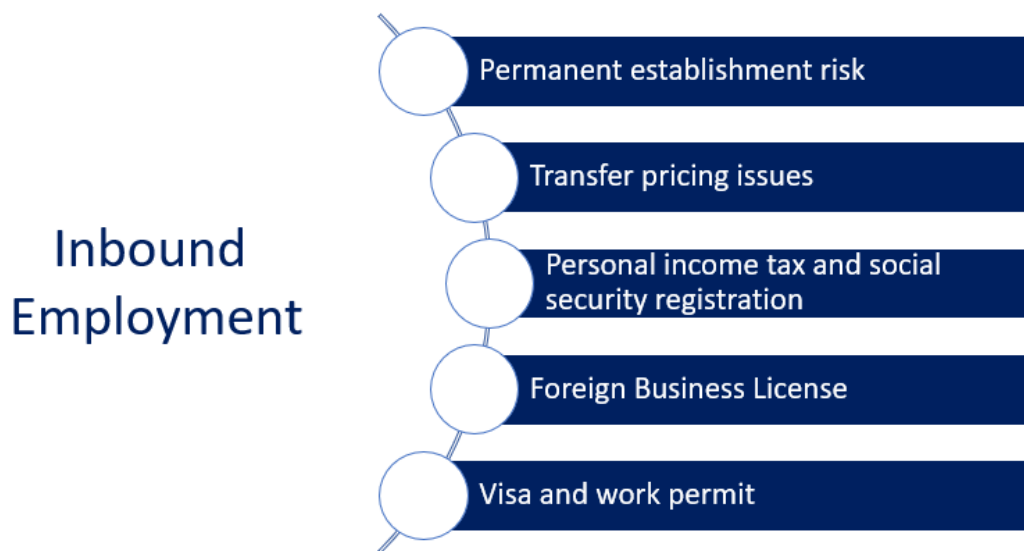 Inbound
Employment
Permanent establishment risk
Transfer pricing issues
Personal income tax and social
security registration
Foreign Business License
Visa and work permit